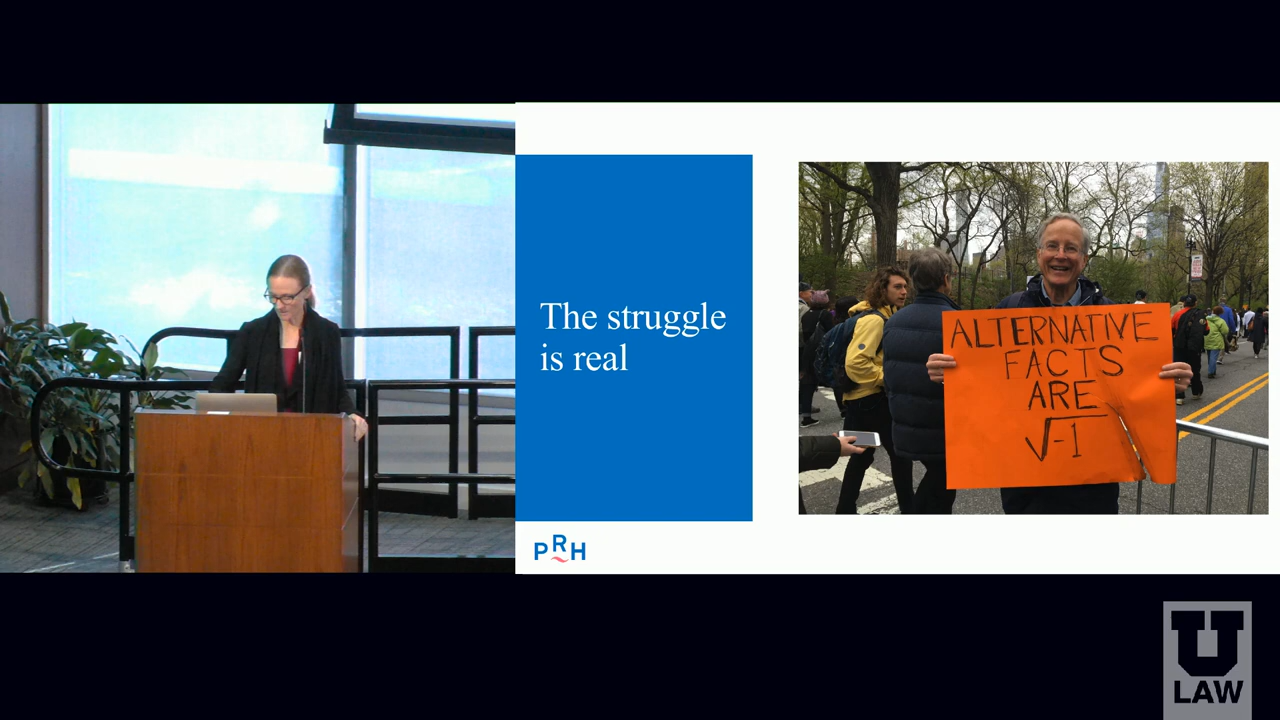 The struggle
is real
ALTERNATIVE
FACTS
ARE
√-1
PRH
U
LAW